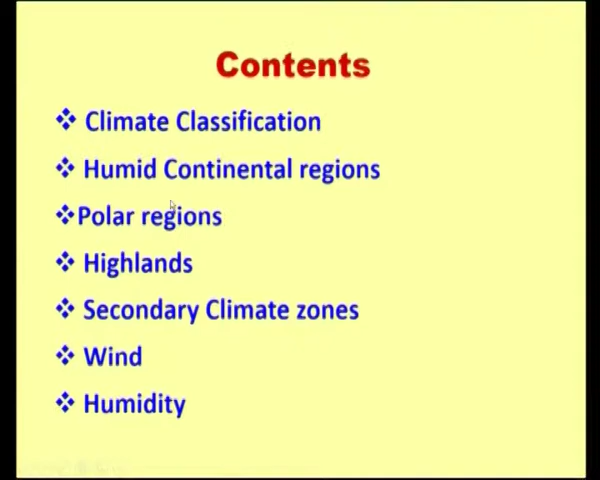 Contents
❖ Climate Classification
❖ Humid Continental regions
❖Polar regions
❖ Highlands
❖ Secondary Climate zones
❖ Wind
❖ Humidity